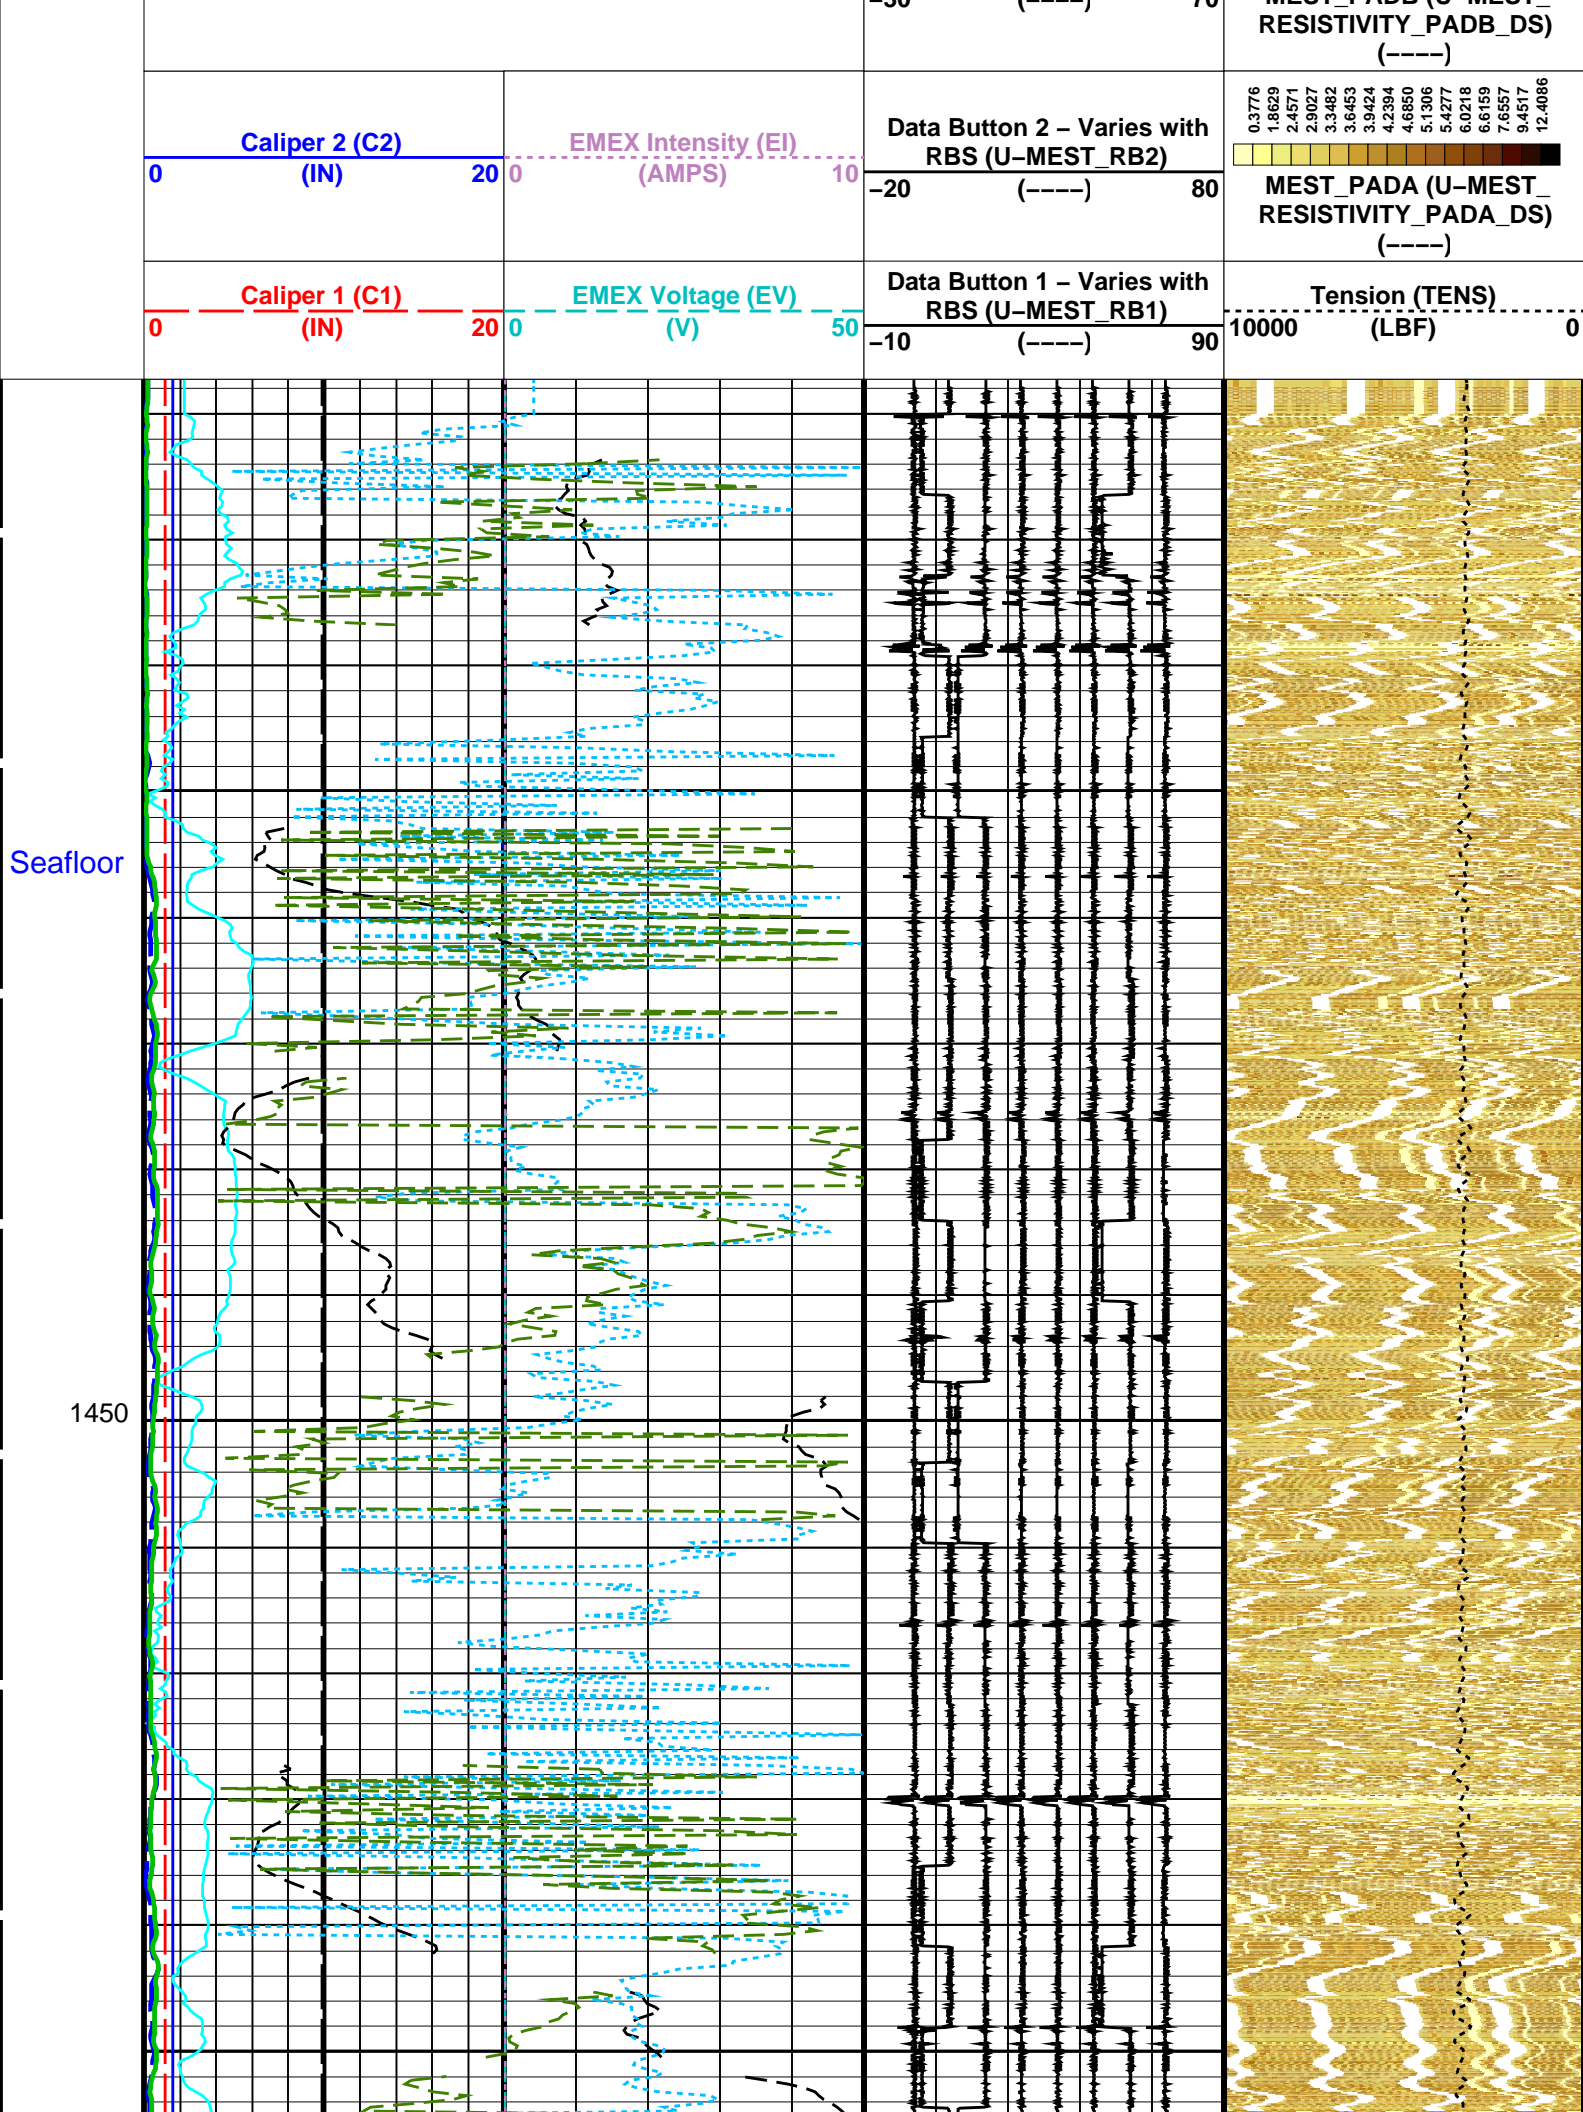 -50 (----) 70
MEST_PADB (U-MEST_
RESISTIVITY_PADB_DS)
(----)
Caliper 2 (C2)
0 (IN) 20
EMEX Intensity (EI)
0 (AMPS) 10
Data Button 2 – Varies with
RBS (U-MEST_RB2)
-20 (----) 80
0.3776
1.8629
2.4571
2.9027
3.3482
3.6453
3.9424
4.2394
4.6850
5.1306
5.4277
6.0218
6.6159
7.6557
9.4517
12.4086
MEST_PADA (U-MEST_
RESISTIVITY_PADA_DS)
(----)
Caliper 1 (C1)
0 (IN) 20
EMEX Voltage (EV)
0 (V) 50
Data Button 1 – Varies with
RBS (U-MEST_RB1)
-10 (----) 90
Tension (TENS)
10000 (LBF) 0
Seafloor
1450